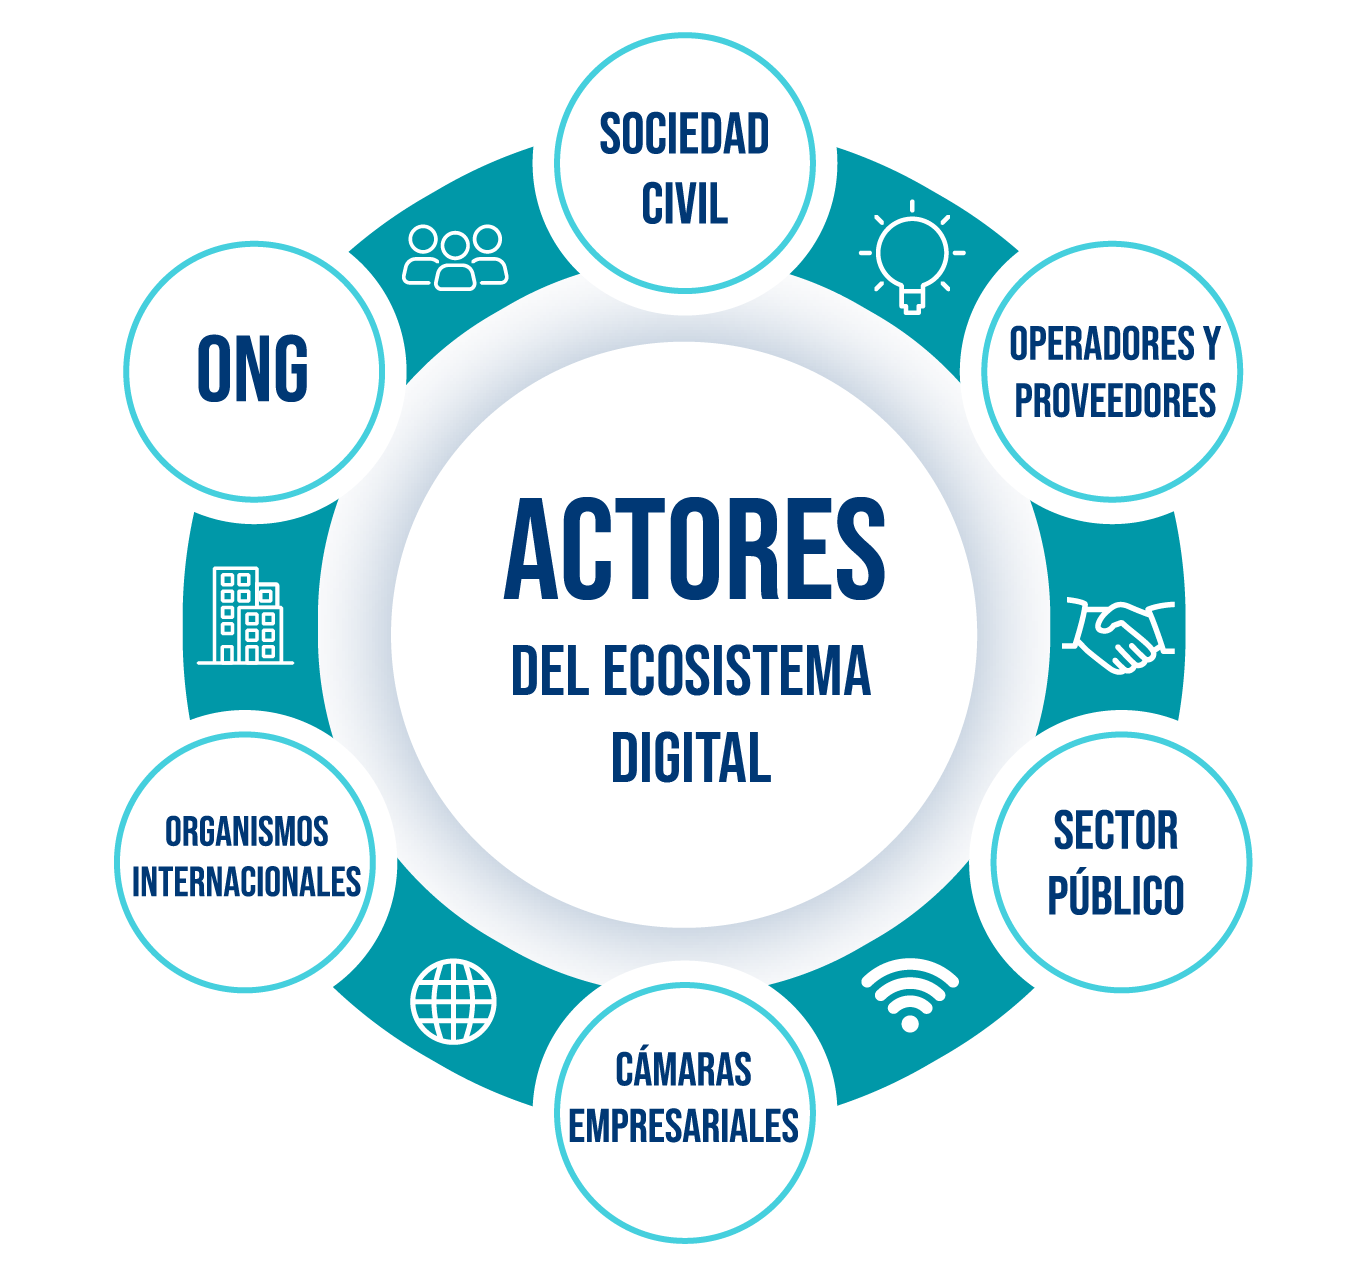 SOCIEDAD
CIVIL
ONG
OPERADORES Y
PROVEEDORES
ACTORES
DEL ECOSISTEMA
DIGITAL
ORGANISMOS
INTERNACIONALES
SECTOR
PÚBLICO
CÁMARAS
EMPRESARIALES